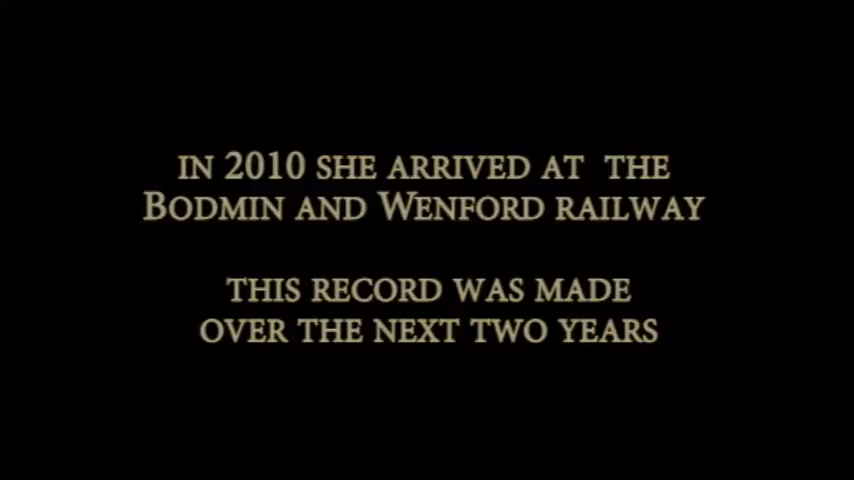 IN 2010 SHE ARRIVED AT THE
BODMIN AND WENFORD RAILWAY
THIS RECORD WAS MADE
OVER THE NEXT TWO YEARS